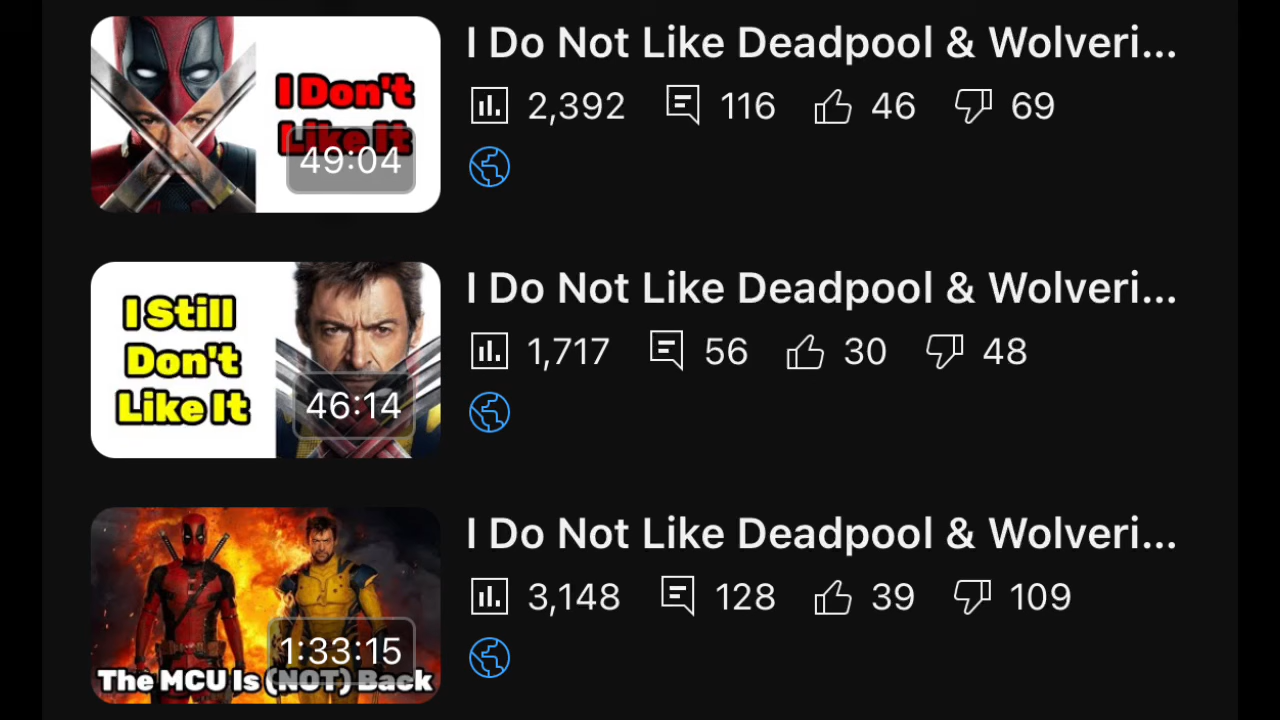 I Do Not Like Deadpool & Wolveri...
I Don't
Like It
49:04
2,392 116 46 69
I Do Not Like Deadpool & Wolveri...
I Still
Don't
Like It
46:14
1,717 56 30 48
I Do Not Like Deadpool & Wolveri...
3,148 128 39 109
1:33:15
The MCU Is (NOT) Back